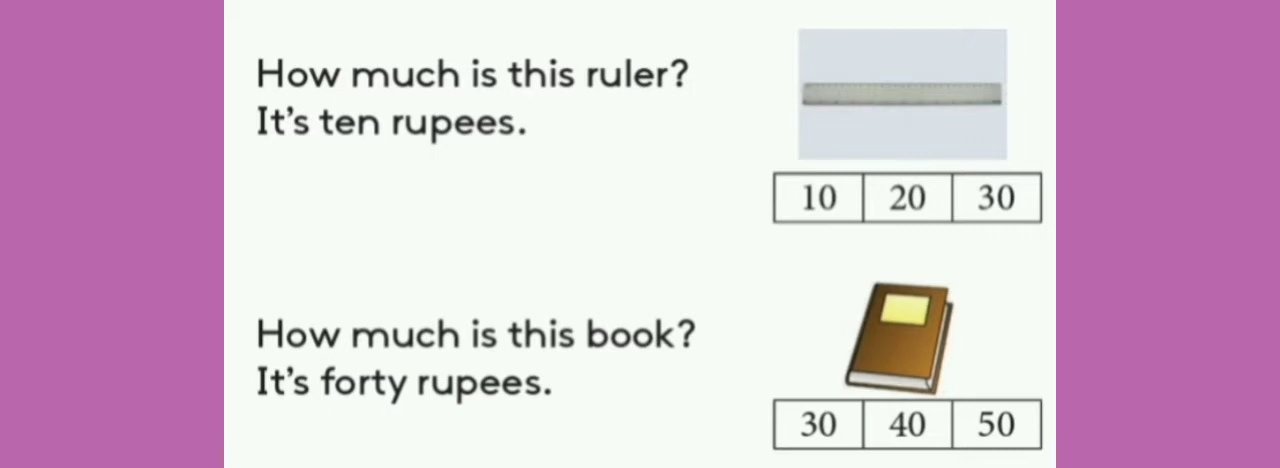 How much is this ruler?
It's ten rupees.
10 20 30
How much is this book?
It's forty rupees.
30 40 50